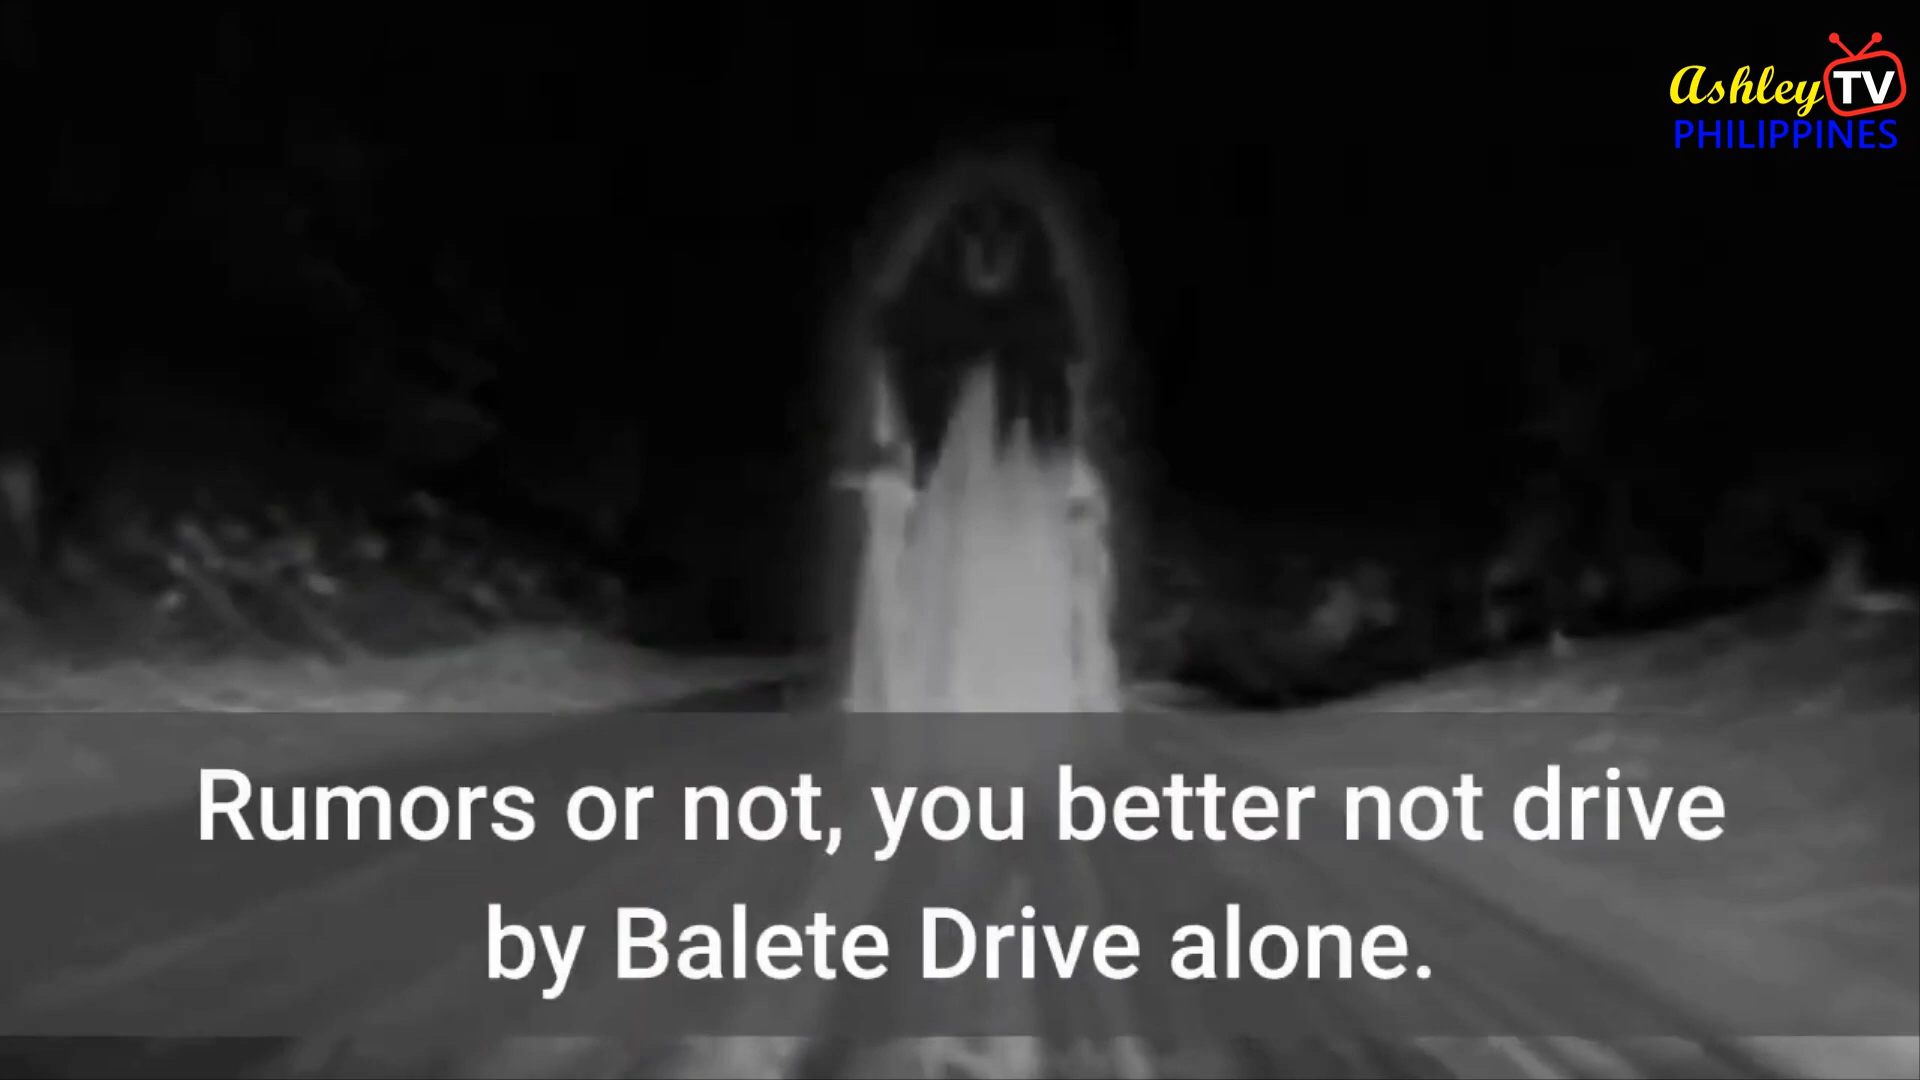 Ashley TV
PHILIPPINES
Rumors or not, you better not drive
by Balete Drive alone.